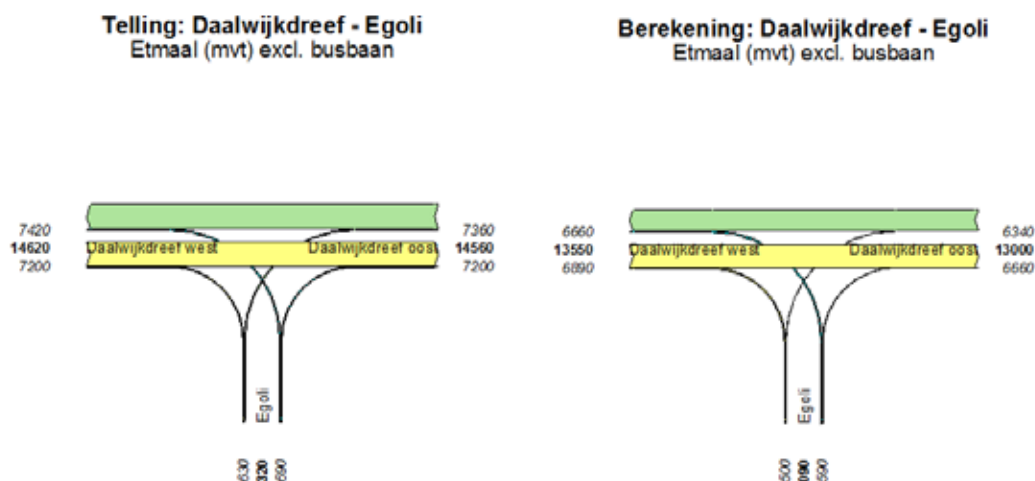 Telling: Daalwijkdreef - Egoli
Etmaal (mvt) excl. busbaan
7420
14620
7200
Daalwijkdreef west
Daalwijkdreef oost
7360
14560
7200
Egoli
630
320
690
Berekening: Daalwijkdreef - Egoli
Etmaal (mvt) excl. busbaan
6660
13550
6890
Daalwijkdreef west
Daalwijkdreef oost
6340
13000
6660
Egoli
500
090
590